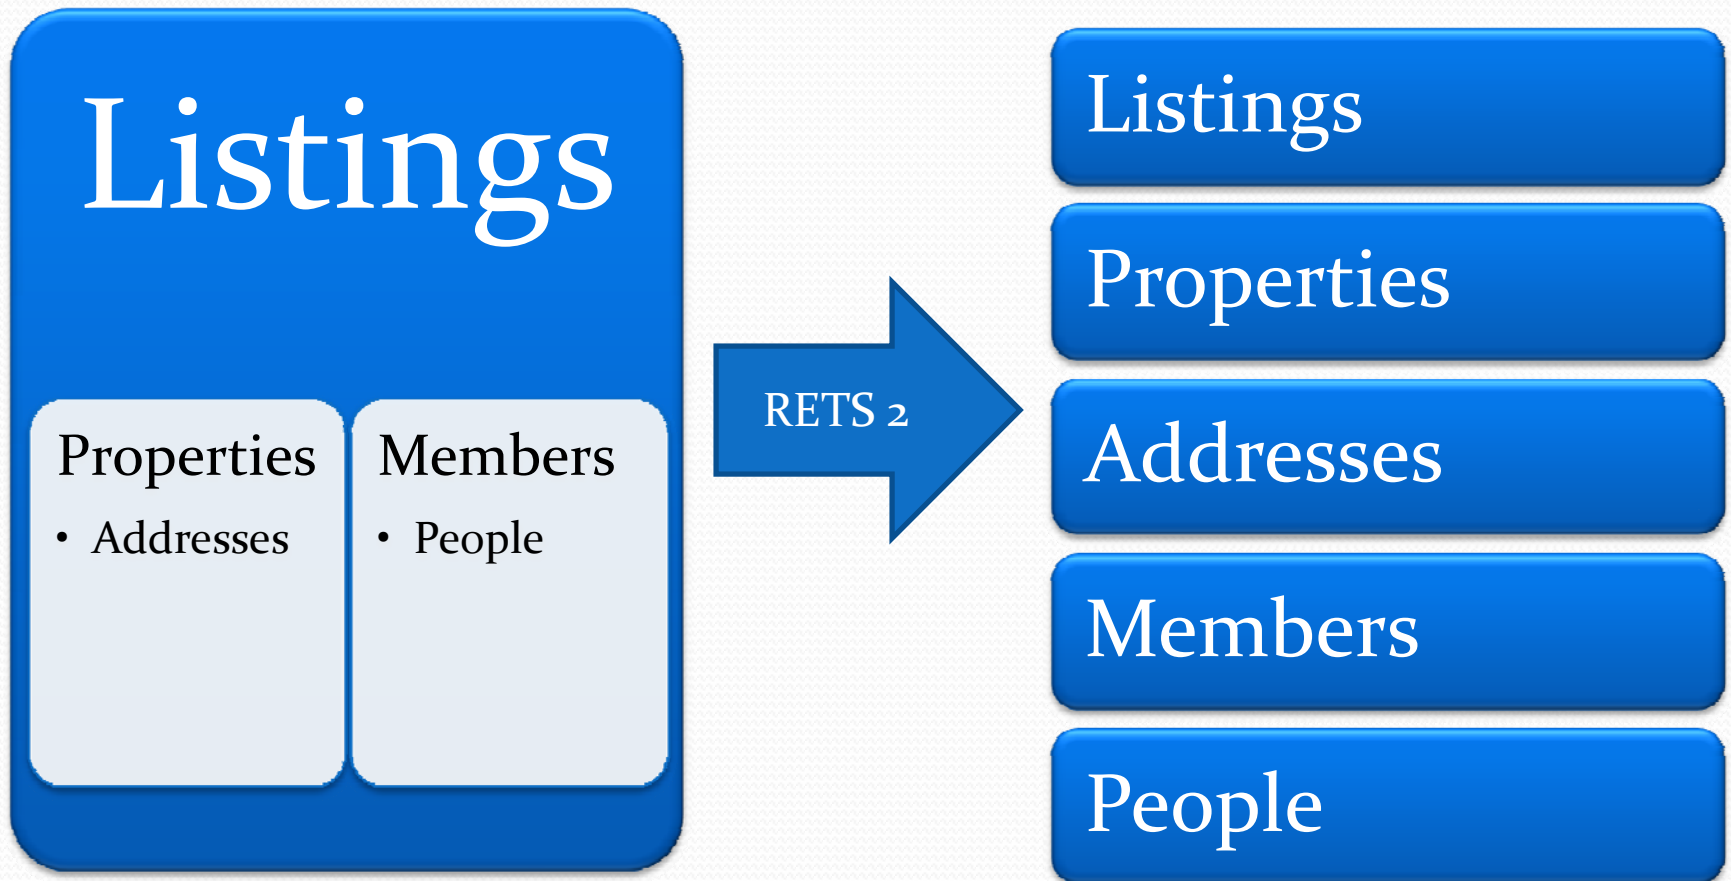 Listings
Properties
• Addresses
Members
• People
RETS 2
Listings
Properties
Addresses
Members
People